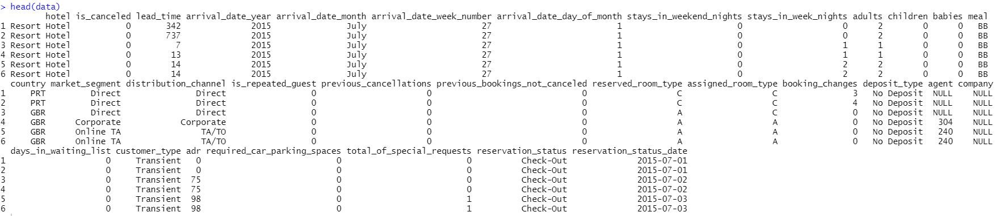 > head(data)
hotel is_canceled lead_time arrival_date_year arrival_date_month arrival_date_week_number arrival_date_day_of_month stays_in_weekend_nights stays_in_week_nights adults children babies meal
1 Resort Hotel 0 342 2015 July 27 1 0 0 2 0 0 BB
2 Resort Hotel 0 737 2015 July 27 1 0 0 2 0 0 BB
3 Resort Hotel 0 7 2015 July 27 1 0 1 1 0 0 BB
4 Resort Hotel 0 13 2015 July 27 1 0 1 1 0 0 BB
5 Resort Hotel 0 14 2015 July 27 1 0 2 2 0 0 BB
6 Resort Hotel 0 14 2015 July 27 1 0 2 2 0 0 BB
country market_segment distribution_channel is_repeated_guest previous_cancellations previous_bookings_not_canceled reserved_room_type assigned_room_type booking_changes deposit_type agent company
1 PRT Direct Direct 0 0 0 C C 3 No Deposit NULL NULL
2 PRT Direct Direct 0 0 0 C C 4 No Deposit NULL NULL
3 GBR Direct Direct 0 0 0 A C 0 No Deposit NULL NULL
4 GBR Corporate Corporate 0 0 0 A A 0 No Deposit 304 NULL
5 GBR Online TA TA/TO 0 0 0 A A 0 No Deposit 240 NULL
6 GBR Online TA TA/TO 0 0 0 A A 0 No Deposit 240 NULL
days_in_waiting_list customer_type adr required_car_parking_spaces total_of_special_requests reservation_status reservation_status_date
1 0 Transient 0 0 0 Check-Out 2015-07-01
2 0 Transient 0 0 0 Check-Out 2015-07-01
3 0 Transient 75 0 0 Check-Out 2015-07-02
4 0 Transient 75 0 0 Check-Out 2015-07-02
5 0 Transient 98 0 1 Check-Out 2015-07-03
6 0 Transient 98 0 1 Check-Out 2015-07-03